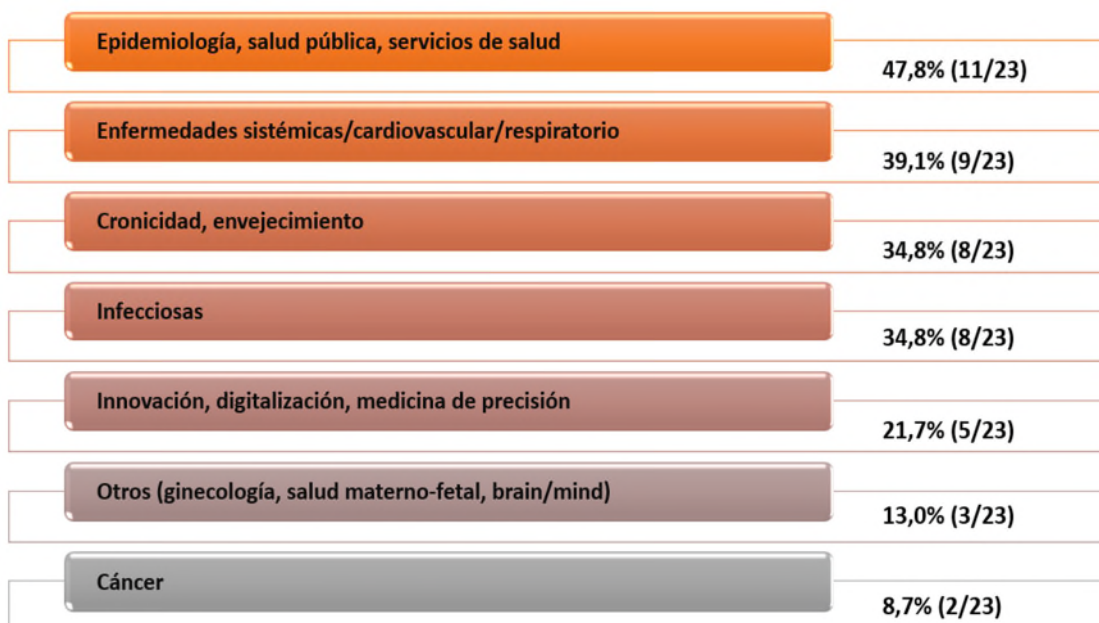 Epidemiología, salud pública, servicios de salud
47,8% (11/23)
Enfermedades sistémicas/cardiovascular/respiratorio
39,1% (9/23)
Cronicidad, envejecimiento
34,8% (8/23)
Infecciosas
34,8% (8/23)
Innovación, digitalización, medicina de precisión
21,7% (5/23)
Otros (ginecología, salud materno-fetal, brain/mind)
13,0% (3/23)
Cáncer
8,7% (2/23)